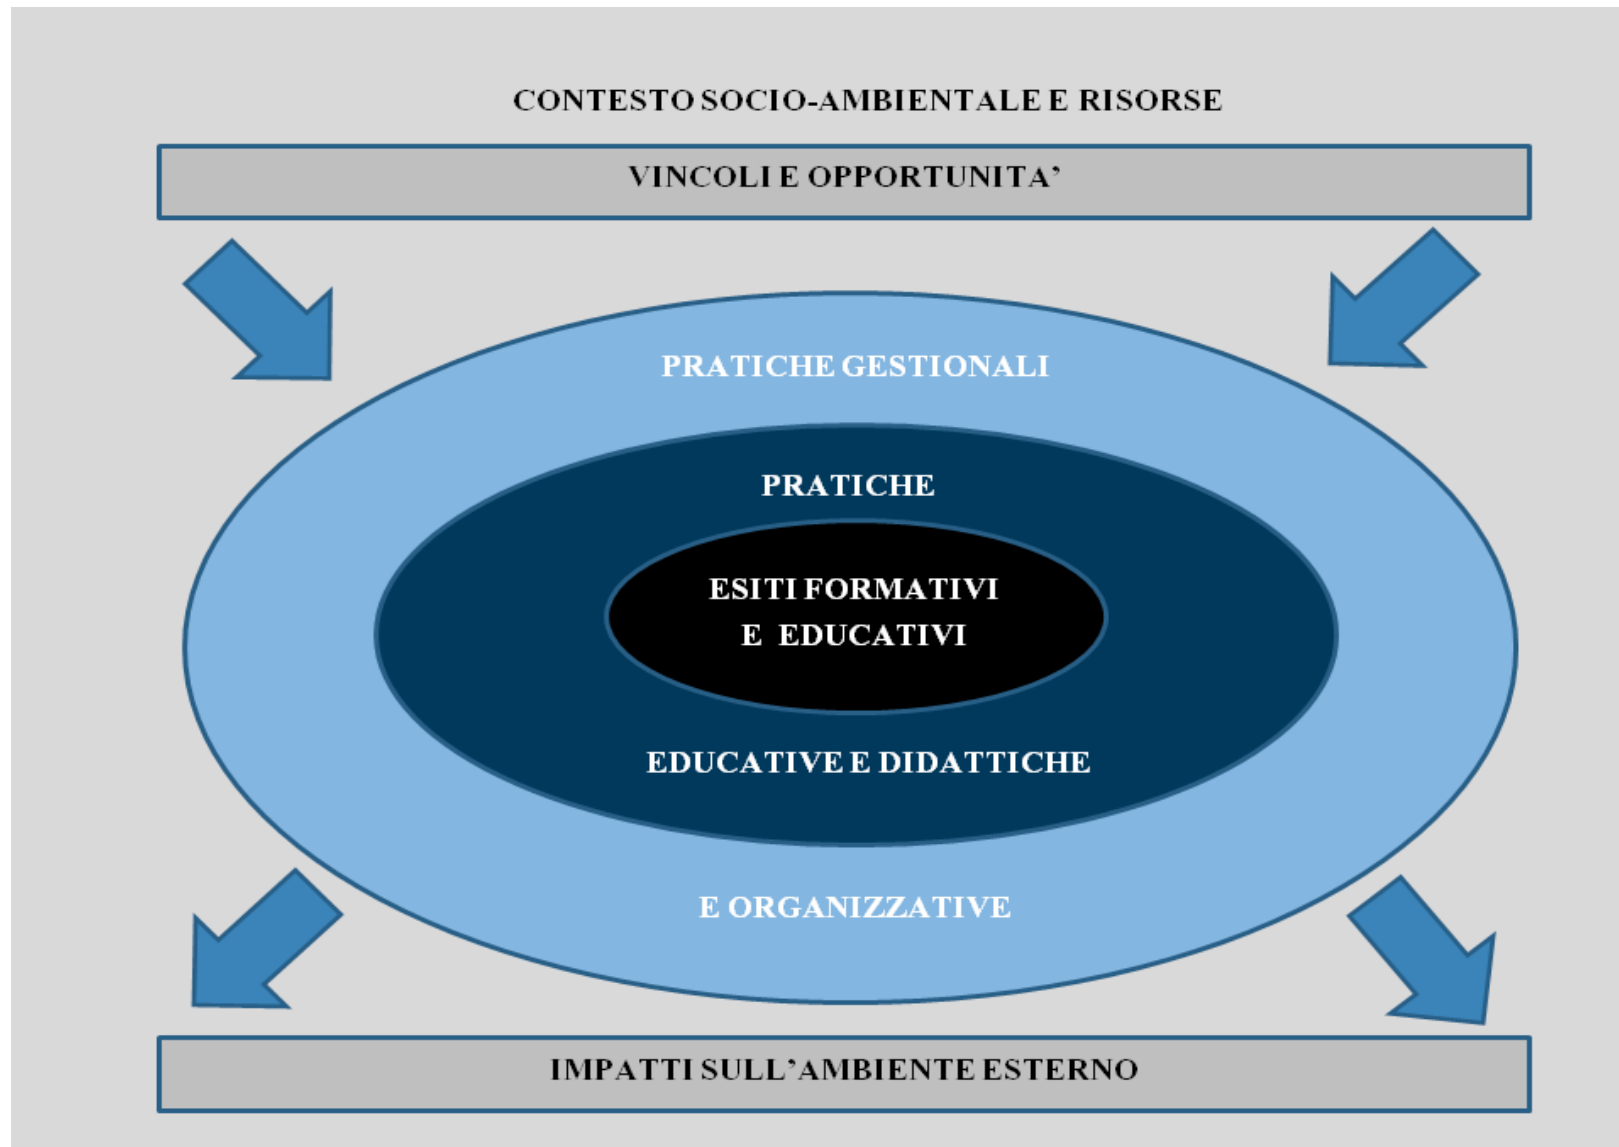 CONTESTO SOCIO-AMBIENTALE E RISORSE
VINCOLI E OPPORTUNITA’
PRATICHE GESTIONALI
PRATICHE
ESITI FORMATIVI
E EDUCATIVI
EDUCATIVE E DIDATTICHE
E ORGANIZZATIVE
IMPATTI SULL’AMBIENTE ESTERNO